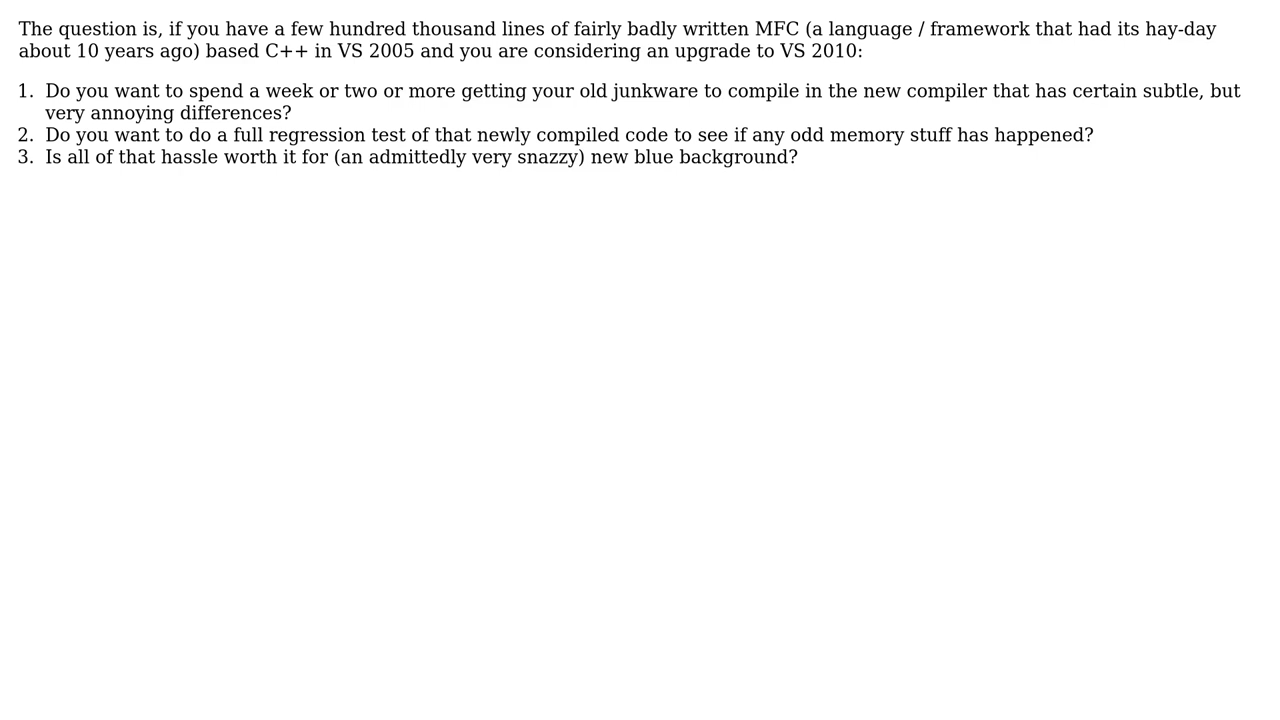 The question is, if you have a few hundred thousand lines of fairly badly written MFC (a language / framework that had its hay-day
about 10 years ago) based C++ in VS 2005 and you are considering an upgrade to VS 2010:
1. Do you want to spend a week or two or more getting your old junkware to compile in the new compiler that has certain subtle, but
very annoying differences?
2. Do you want to do a full regression test of that newly compiled code to see if any odd memory stuff has happened?
3. Is all of that hassle worth it for (an admittedly very snazzy) new blue background?